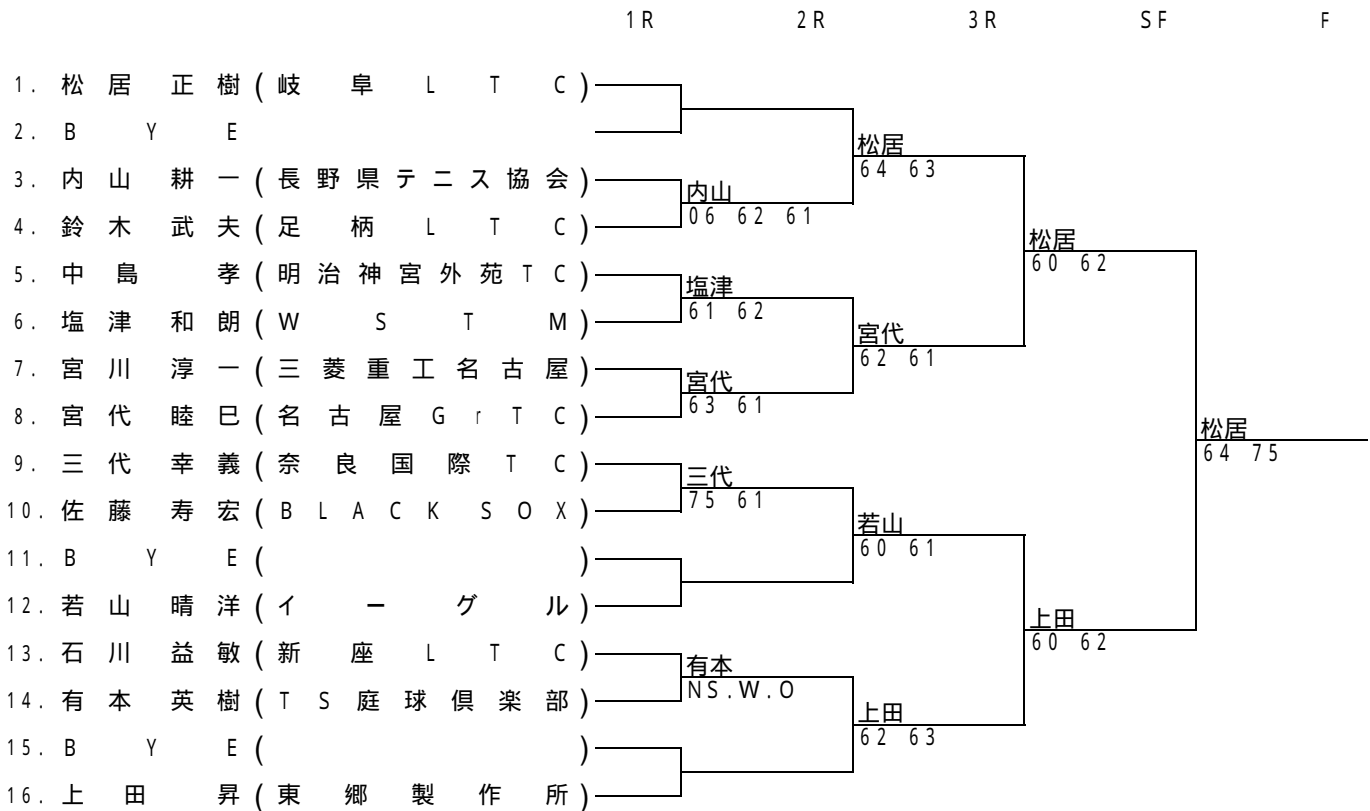 1R 2R 3R SF F
1. 松居 正樹 (岐阜LTC)
2. BYE
松居
64 63
3. 内山 耕一 (長野県テニス協会)
内山
06 62 61
4. 鈴木 武夫 (足柄LTC)
松居
60 62
5. 中島 孝 (明治神宮外苑TC)
塩津
61 62
6. 塩津 和朗 (WSTM)
宮代
62 61
7. 宮川 淳一 (三菱重工名古屋)
宮代
63 61
8. 宮代 睦巳 (名古屋GrTC)
松居
64 75
9. 三代 幸義 (奈良国際TC)
三代
75 61
10. 佐藤 寿宏 (BLACK SOX)
若山
60 61
11. BYE ( )
12. 若山 晴洋 (イーグル)
上田
60 62
13. 石川 益敏 (新座LTC)
有本
NS.W.O
14. 有本 英樹 (TS庭球倶楽部)
上田
62 63
15. BYE ( )
16. 上田 昇 (東郷製作所)